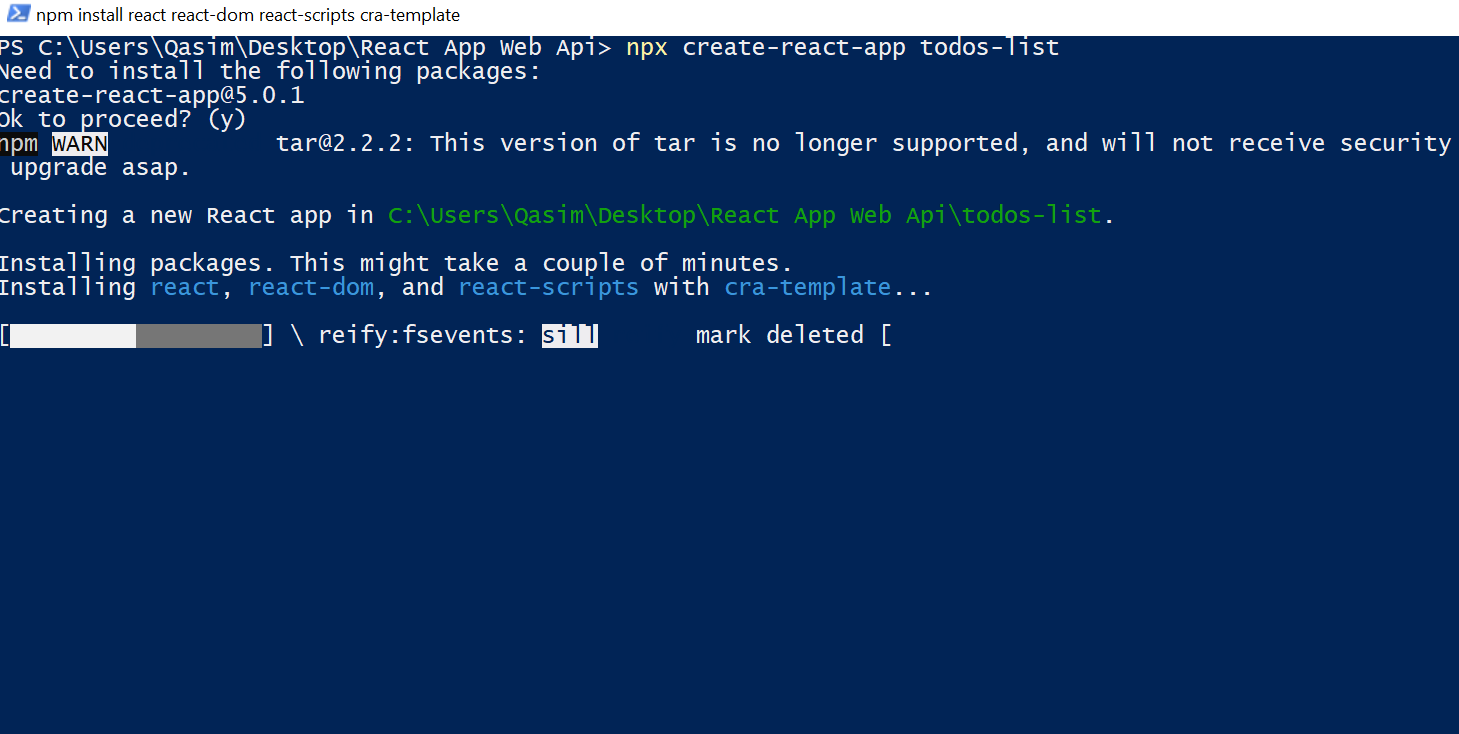 npm install react react-dom react-scripts cra-template
PS C:\Users\Qasim\Desktop\React App Web Api> npx create-react-app todos-list
Need to install the following packages:
create-react-app@5.0.1
Ok to proceed? (y)
npm WARN tar@2.2.2: This version of tar is no longer supported, and will not receive security
upgrade asap.
Creating a new React app in C:\Users\Qasim\Desktop\React App Web Api\todos-list.
Installing packages. This might take a couple of minutes.
Installing react, react-dom, and react-scripts with cra-template...
[] \ reify:fsevents: sill mark deleted [